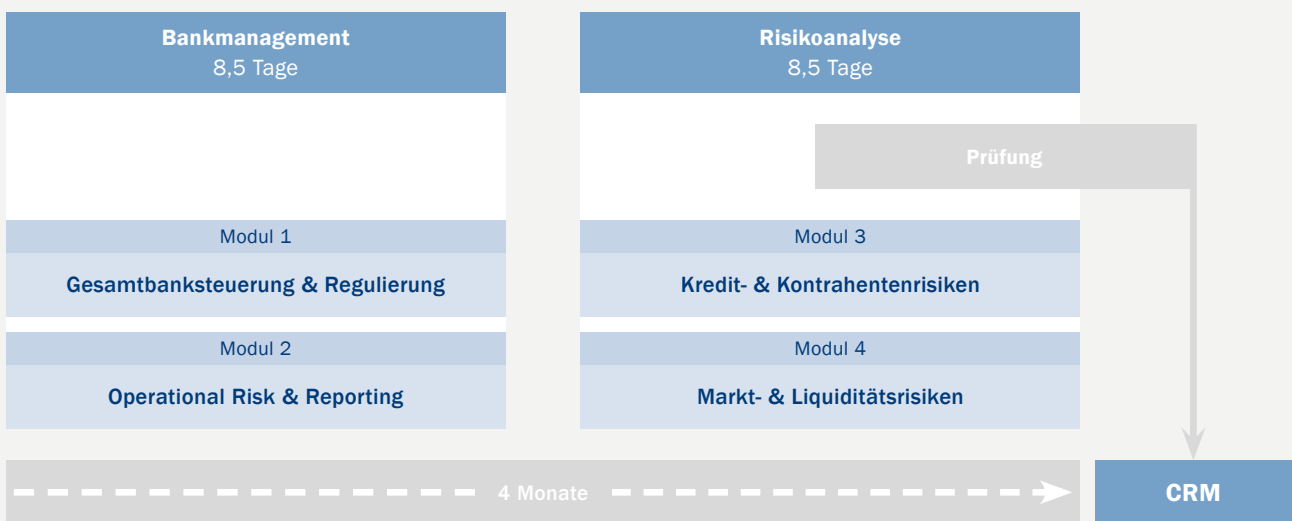 Bankmanagement
8,5 Tage
Modul 1
Gesamtbanksteuerung & Regulierung
Modul 2
Operational Risk & Reporting
Risikoanalyse
8,5 Tage
Prüfung
Modul 3
Kredit- & Kontrahentenrisiken
Modul 4
Markt- & Liquiditätsrisiken
4 Monate
CRM